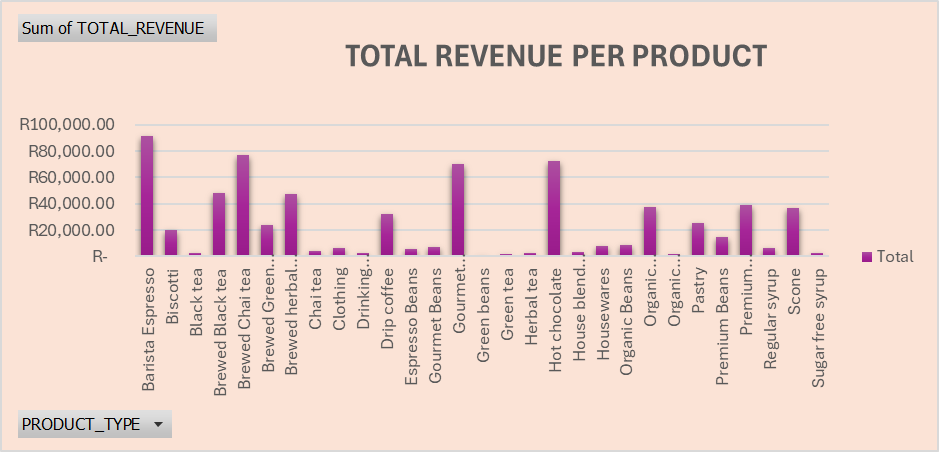 Sum of TOTAL_REVENUE
TOTAL REVENUE PER PRODUCT
R100,000.00
R80,000.00
R60,000.00
R40,000.00
R20,000.00
R-
Barista Espresso
Biscotti
Black tea
Brewed Black tea
Brewed Chai tea
Brewed Green…
Brewed herbal…
Chai tea
Clothing
Drinking…
Drip coffee
Espresso Beans
Gourmet Beans
Gourmet…
Green beans
Green tea
Herbal tea
Hot chocolate
House blend…
Housewares
Organic Beans
Organic…
Organic…
Pastry
Premium Beans
Premium…
Regular syrup
Scone
Sugar free syrup
Total
PRODUCT_TYPE